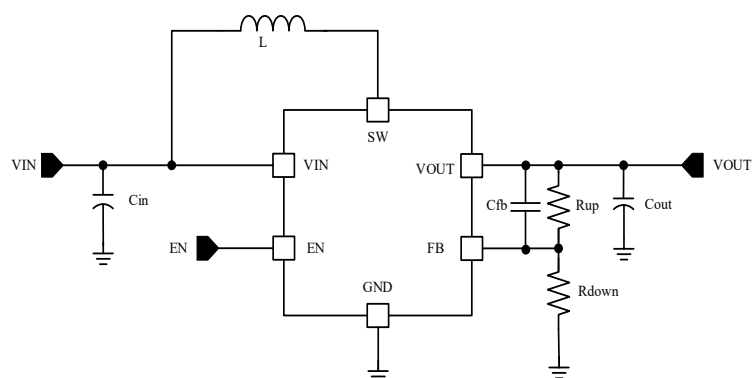 L
SW
VIN
VIN
VOUT
VOUT
Cin
Cfb
Rup
Cout
EN
EN
FB
GND
Rdown